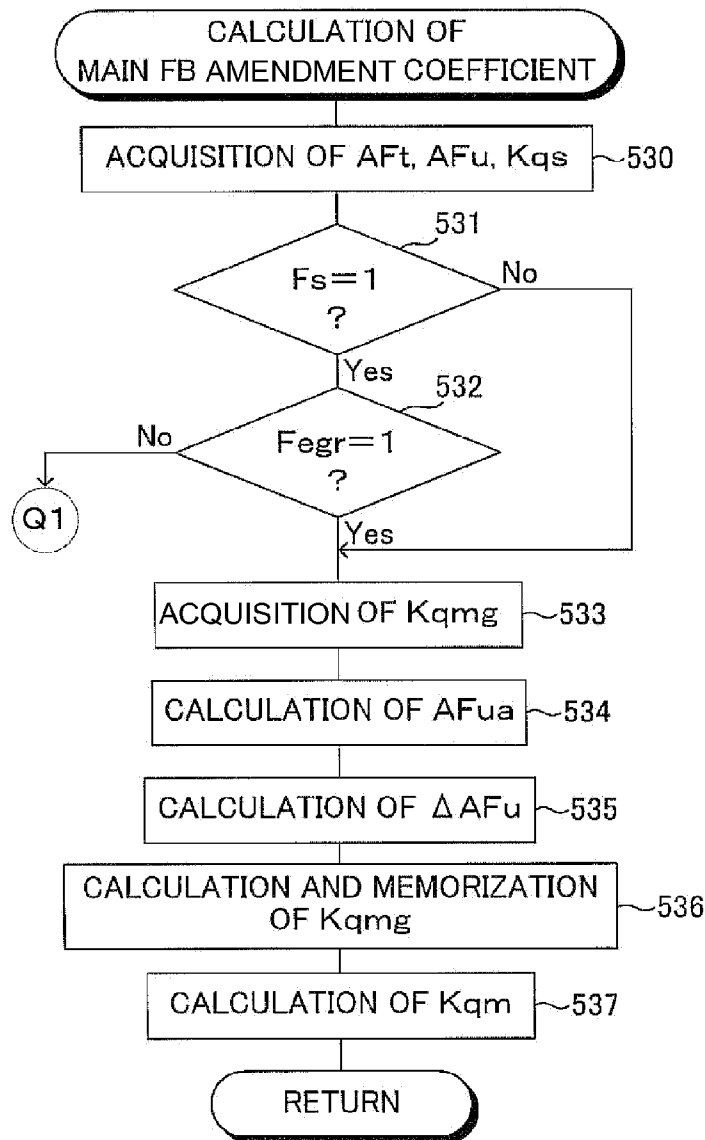 CALCULATION OF
MAIN FB AMENDMENT COEFFICIENT
ACQUISITION OF AFt, AFu, Kqs
530
531
Fs=1
?
No
Yes
532
Fegr=1
?
No
Q1
Yes
ACQUISITION OF Kqmg
533
CALCULATION OF AFua
534
CALCULATION OF ΔAFu
535
CALCULATION AND MEMORIZATION
OF Kqmg
536
CALCULATION OF Kqm
537
RETURN